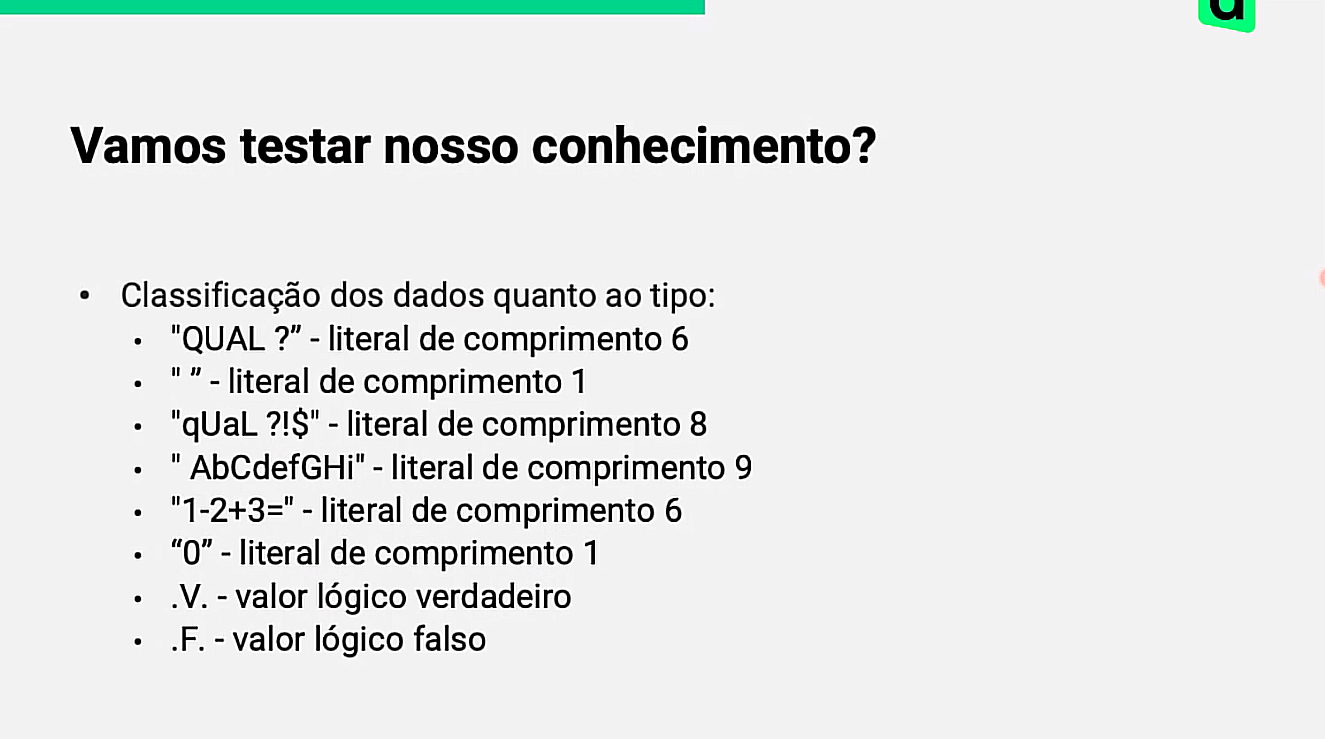 Vamos testar nosso conhecimento?
• Classificação dos dados quanto ao tipo:
• "QUAL ?” - literal de comprimento 6
• " ” - literal de comprimento 1
• "qUaL ?!$" - literal de comprimento 8
• " AbCdefGHi" - literal de comprimento 9
• "1-2+3=" - literal de comprimento 6
• “0” - literal de comprimento 1
• .V. - valor lógico verdadeiro
• .F. - valor lógico falso